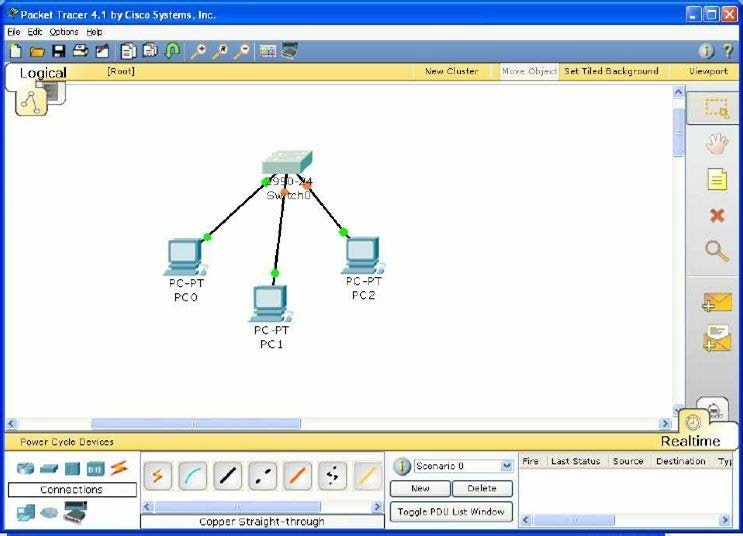 Packet Tracer 4.1 by Cisco Systems, Inc.
File Edit Options Help
Logical [Root] New Cluster Move Object Set Tiled Background Viewport
Switch0
PC-PT
PC0
PC-PT
PC1
PC-PT
PC2
Power Cycle Devices
Realtime
Connections
Copper Straight-through
Scenario 0
New Delete
Toggle PDU List Window
Fire Last Status Source Destination Typ